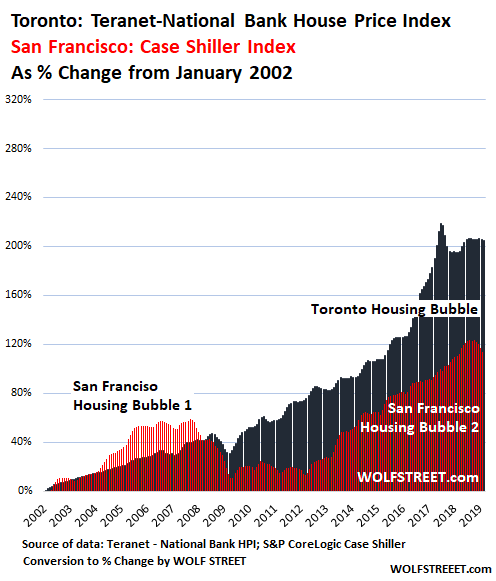 Toronto: Teranet-National Bank House Price Index
San Francisco: Case Shiller Index
As % Change from January 2002
320%
280%
240%
200%
160%
120%
80%
40%
0%
Toronto Housing Bubble
San Franciso
Housing Bubble 1
San Francisco
Housing Bubble 2
WOLFSTREET.com
2002
2003
2004
2005
2006
2007
2008
2009
2010
2011
2012
2013
2014
2015
2016
2017
2018
2019
Source of data: Teranet - National Bank HPI; S&P CoreLogic Case Shiller
Conversion to % Change by WOLF STREET
WOLFSTREEET.com